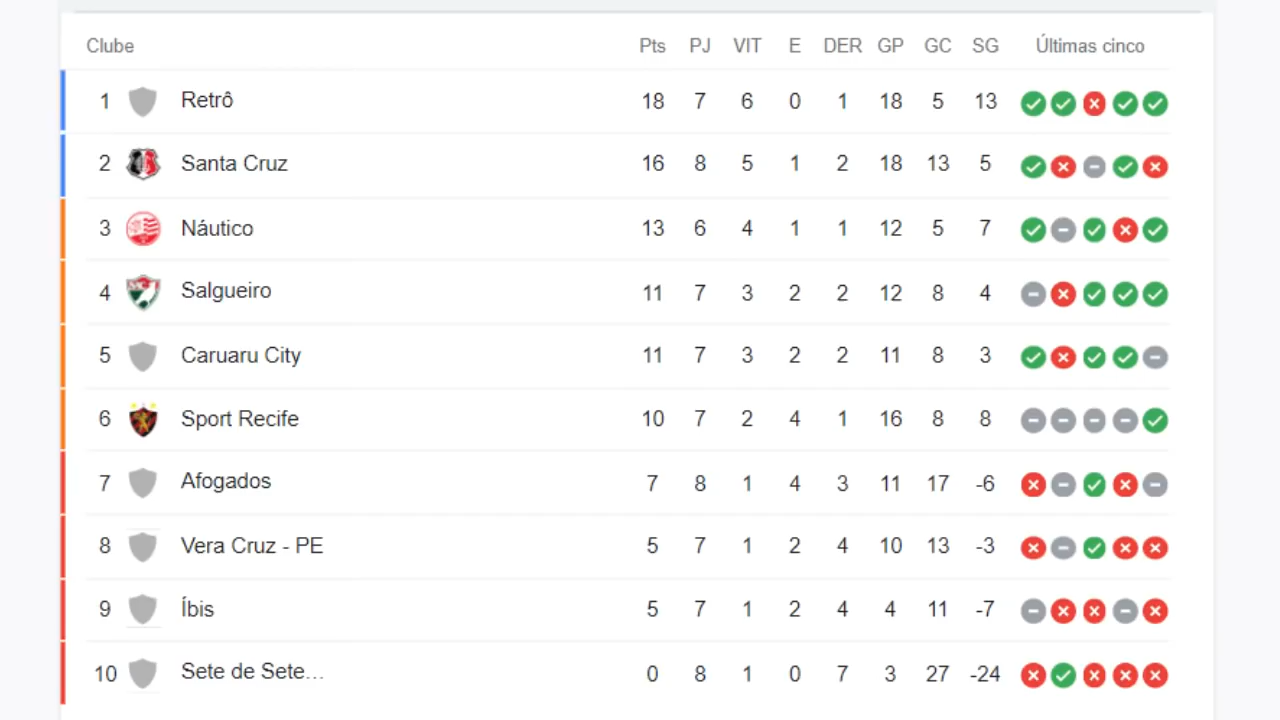 Clube Pts PJ VIT E DER GP GC SG Últimas cinco
1 Retrô 18 7 6 0 1 18 5 13
2 Santa Cruz 16 8 5 1 2 18 13 5
3 Náutico 13 6 4 1 1 12 5 7
4 Salgueiro 11 7 3 2 2 12 8 4
5 Caruaru City 11 7 3 2 2 11 8 3
6 Sport Recife 10 7 2 4 1 16 8 8
7 Afogados 7 8 1 4 3 11 17 -6
8 Vera Cruz - PE 5 7 1 2 4 10 13 -3
9 Íbis 5 7 1 2 4 4 11 -7
10 Sete de Sete... 0 8 1 0 7 3 27 -24